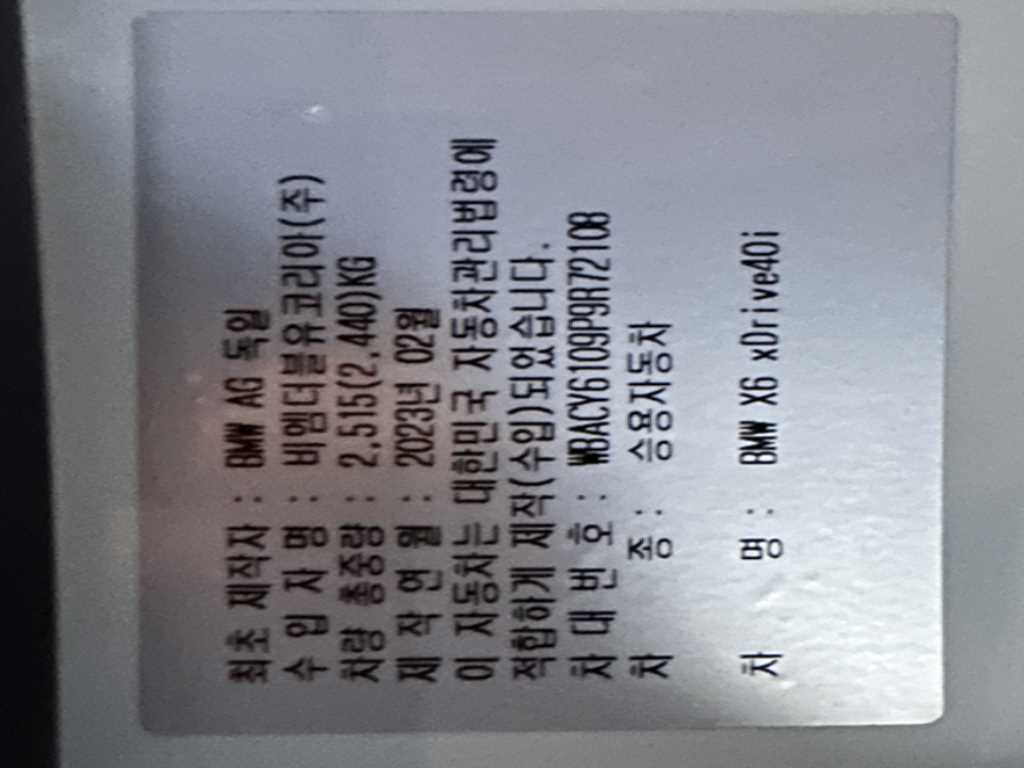 최초 제작자 : BMW AG 독일
수 입 자 명 : 비엠더블유코리아(주)
차량 총중량 : 2,515(2,440)KG
제 작 연 월 : 2023년 02월
이 자동차는 대한민국 자동차관리법령에
적합하게 제작(수입)되었습니다.
차 대 번 호 : WBACY6109P9R72108
차 종 : 승용자동차
차 명 : BMW X6 xDrive40i